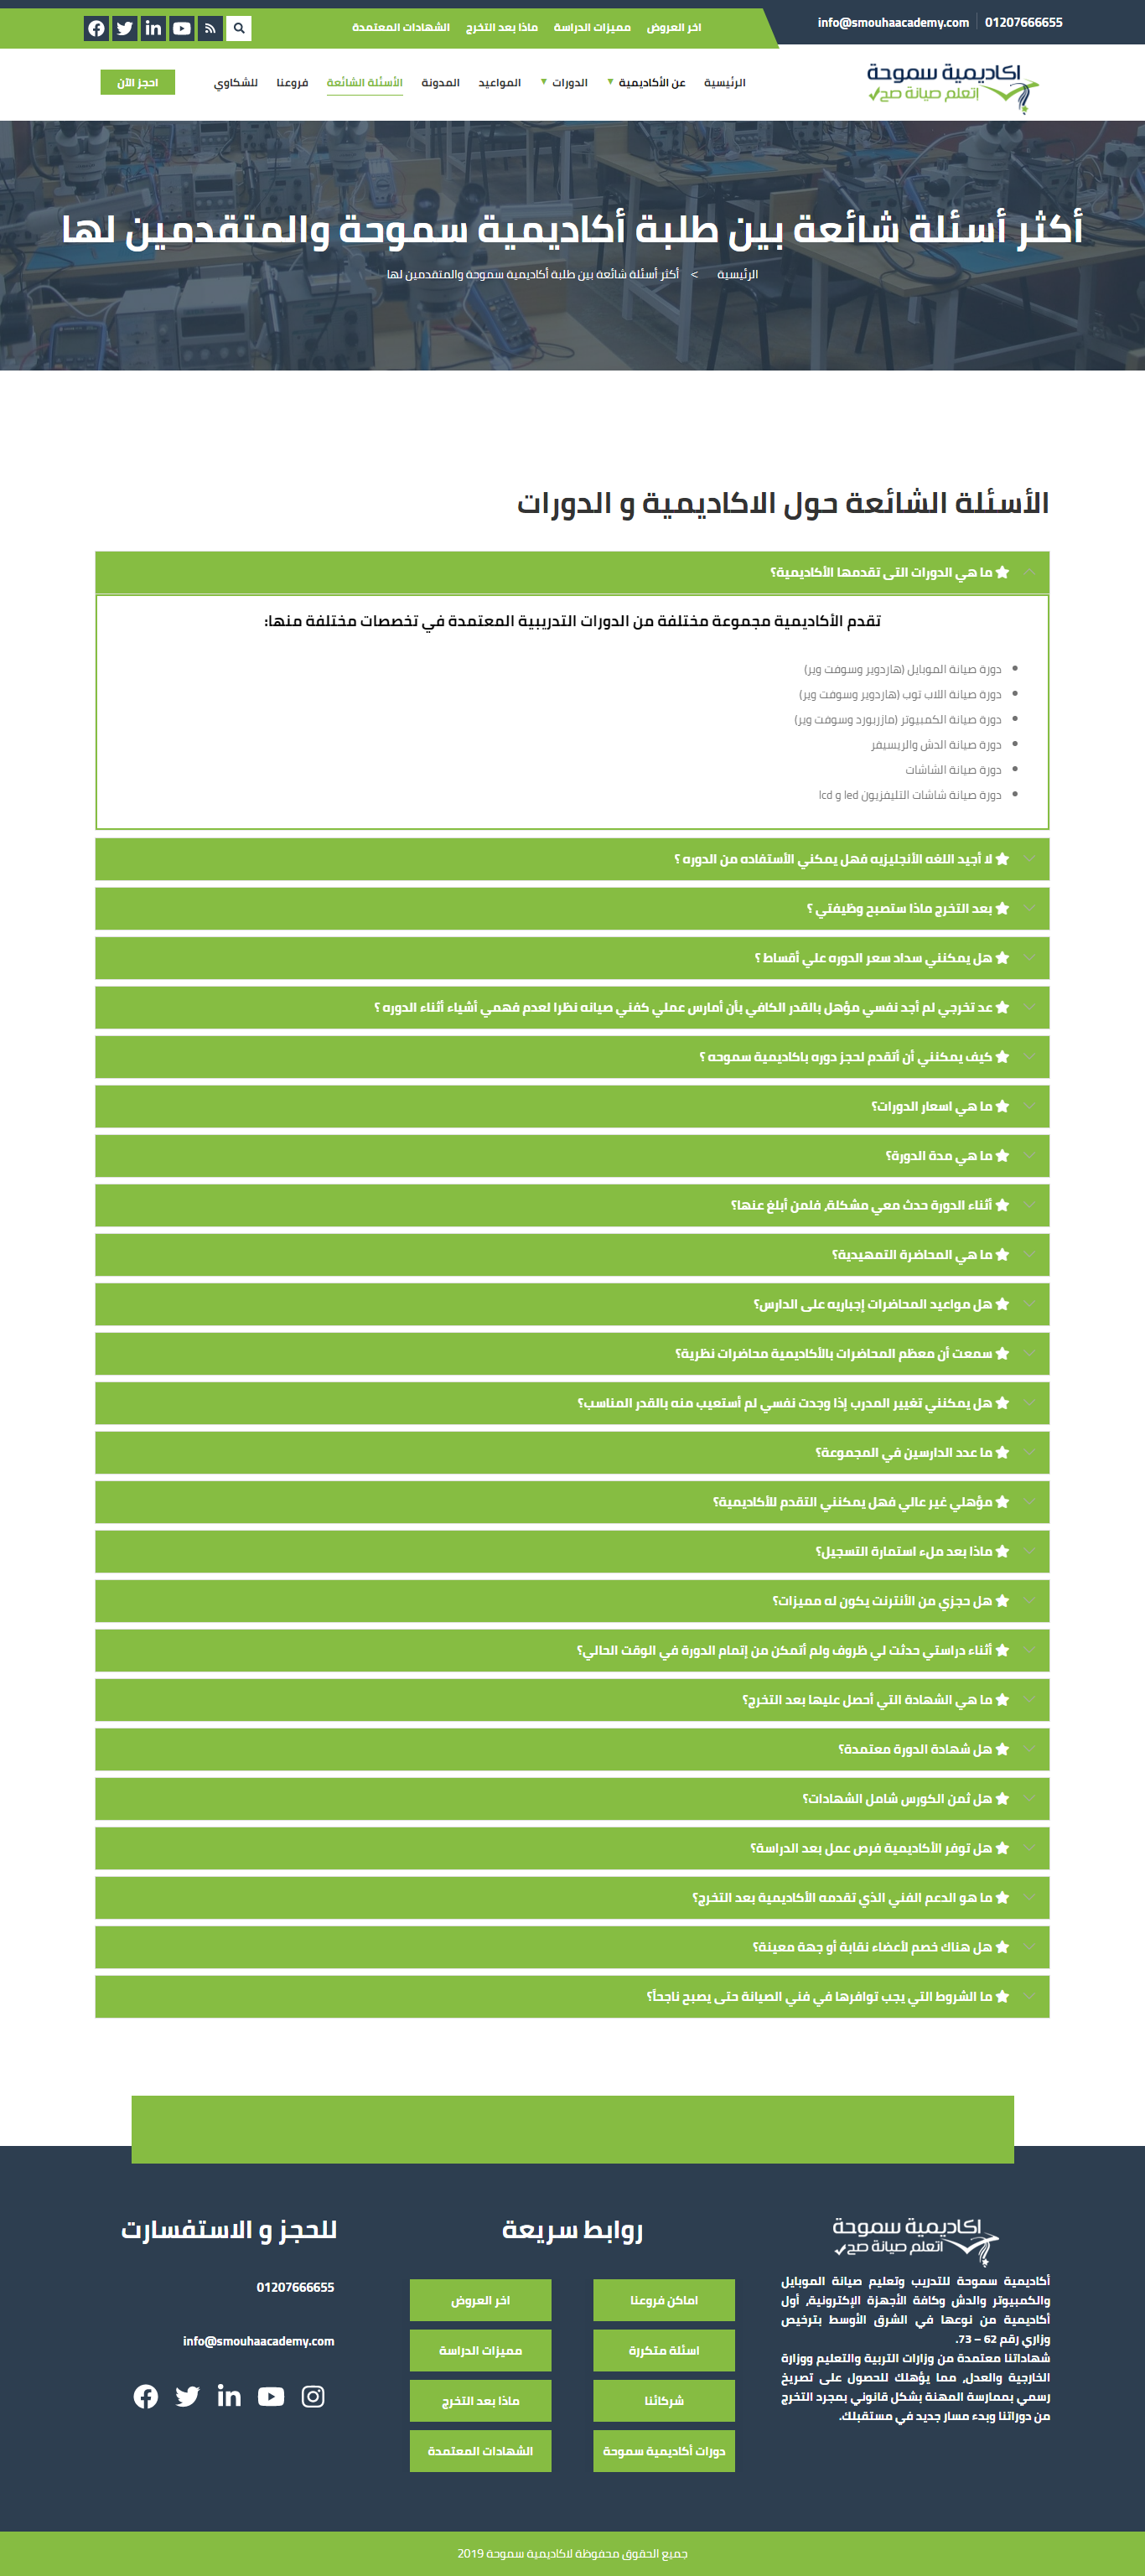 01207666655
info@smouhaacademy.com
اخر العروض
مميزات الدراسة
ماذا بعد التخرج
الشهادات المعتمدة
اكاديمية سموحة
إتعلم صيانة صح
الرئيسية
عن الأكاديمية
الدورات
المواعيد
المدونة
الأسئلة الشائعة
فروعنا
للشكاوي
احجز الآن
أكثر أسئلة شائعة بين طلبة أكاديمية سموحة والمتقدمين لها
الرئيسية > أكثر أسئلة شائعة بين طلبة أكاديمية سموحة والمتقدمين لها
الأسئلة الشائعة حول الاكاديمية و الدورات
ما هي الدورات التى تقدمها الأكاديمية؟
تقدم الأكاديمية مجموعة مختلفة من الدورات التدريبية المعتمدة في تخصصات مختلفة منها:
دورة صيانة الموبايل (هاردوير وسوفت وير)
دورة صيانة اللاب توب (هاردوير وسوفت وير)
دورة صيانة الكمبيوتر (مازربورد وسوفت وير)
دورة صيانة الدش والريسيفر
دورة صيانة الشاشات
دورة صيانة شاشات التليفزيون led و lcd
لا أجيد اللغه الأنجليزيه فهل يمكني الأستفاده من الدوره ؟
بعد التخرج ماذا ستصبح وظيفتي ؟
هل يمكنني سداد سعر الدوره علي أقساط ؟
عد تخرجي لم أجد نفسي مؤهل بالقدر الكافي بأن أمارس عملي كفني صيانه نظرا لعدم فهمي أشياء أثناء الدوره ؟
كيف يمكنني أن أتقدم لحجز دوره باكاديمية سموحه ؟
ما هي اسعار الدورات؟
ما هي مدة الدورة؟
أثناء الدورة حدث معي مشكلة، فلمن أبلغ عنها؟
ما هي المحاضرة التمهيدية؟
هل مواعيد المحاضرات إجباريه على الدارس؟
سمعت أن معظم المحاضرات بالأكاديمية محاضرات نظرية؟
هل يمكنني تغيير المدرب إذا وجدت نفسي لم أستعيب منه بالقدر المناسب؟
ما عدد الدارسين في المجموعة؟
مؤهلي غير عالي فهل يمكنني التقدم للأكاديمية؟
ماذا بعد ملء استمارة التسجيل؟
هل حجزي من الأنترنت يكون له مميزات؟
أثناء دراستي حدثت لي ظروف ولم أتمكن من إتمام الدورة في الوقت الحالي؟
ما هي الشهادة التي أحصل عليها بعد التخرج؟
هل شهادة الدورة معتمدة؟
هل ثمن الكورس شامل الشهادات؟
هل توفر الأكاديمية فرص عمل بعد الدراسة؟
ما هو الدعم الفني الذي تقدمه الأكاديمية بعد التخرج؟
هل هناك خصم لأعضاء نقابة أو جهة معينة؟
ما الشروط التي يجب توافرها في فني الصيانة حتى يصبح ناجحاً؟
اكاديمية سموحة
إتعلم صيانة صح
أكاديمية سموحة للتدريب وتعليم صيانة الموبايل
والكمبيوتر والدش وكافة الأجهزة الإلكترونية، أول
أكاديمية من نوعها في الشرق الأوسط بترخيص
وزاري رقم 62 – 73.
شهاداتنا معتمدة من وزارات التربية والتعليم ووزارة
الخارجية والعدل، مما يؤهلك للحصول على تصريخ
رسمي بممارسة المهنة بشكل قانوني بمجرد التخرج
من دوراتنا وبدء مسار جديد في مستقبلك.
روابط سريعة
اماكن فروعنا
اخر العروض
اسئلة متكررة
مميزات الدراسة
شركائنا
ماذا بعد التخرج
دورات أكاديمية سموحة
الشهادات المعتمدة
للحجز و الاستفسارت
01207666655
info@smouhaacademy.com
جميع الحقوق محفوظة لاكاديمية سموحة 2019